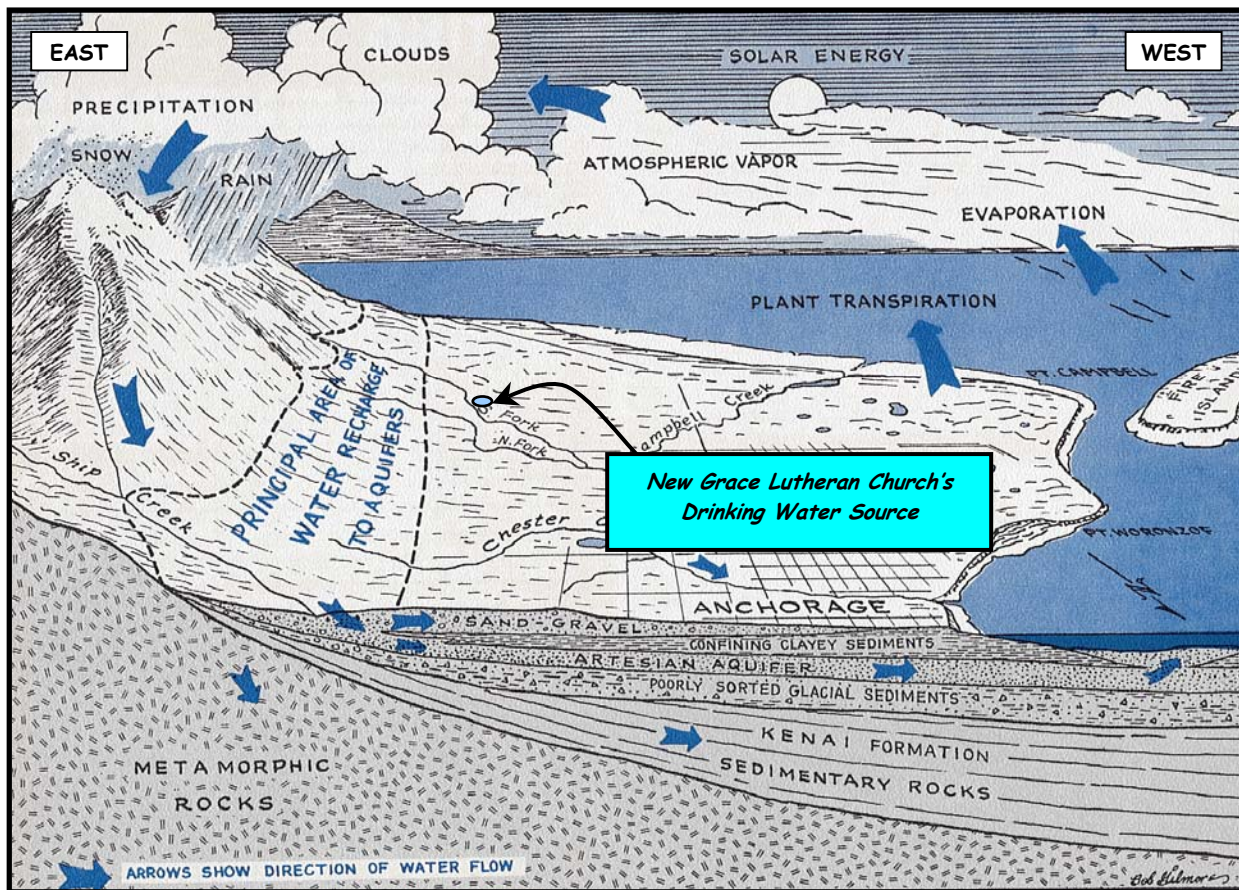 EAST
WEST
CLOUDS
SOLAR ENERGY
PRECIPITATION
SNOW
RAIN
ATMOSPHERIC VAPOR
EVAPORATION
PLANT TRANSPIRATION
PT. CAMPBELL
FIRE
ISLAND
PRINCIPAL AREA OF
WATER RECHARGE
TO AQUIFERS
S. Fork
N. Fork
Campbell Creek
New Grace Lutheran Church's
Drinking Water Source
Ship
Creek
Chester
PT. WORONZOF
ANCHORAGE
SAND-GRAVEL
CONFINING CLAYEY SEDIMENTS
ARTESIAN AQUIFER
POORLY SORTED GLACIAL SEDIMENTS
KENAI FORMATION
SEDIMENTARY ROCKS
METAMORPHIC
ROCKS
ARROWS SHOW DIRECTION OF WATER FLOW
Bob Gilmore